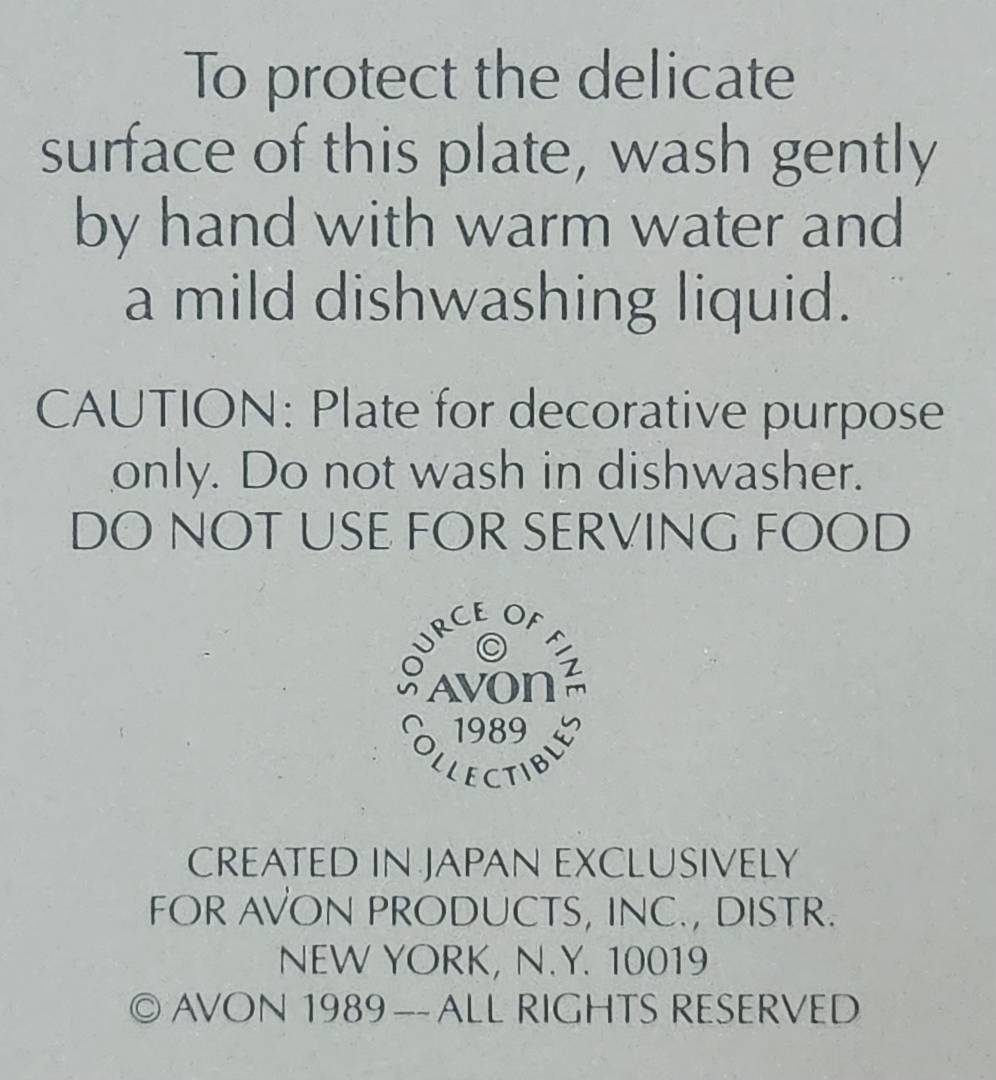 To protect the delicate
surface of this plate, wash gently
by hand with warm water and
a mild dishwashing liquid.
CAUTION: Plate for decorative purpose
only. Do not wash in dishwasher.
DO NOT USE FOR SERVING FOOD
SOURCE OF FINE
©
AVON
1989
COLLECTIBLES
CREATED IN JAPAN EXCLUSIVELY
FOR AVON PRODUCTS, INC., DISTR.
NEW YORK, N.Y. 10019
© AVON 1989 — ALL RIGHTS RESERVED